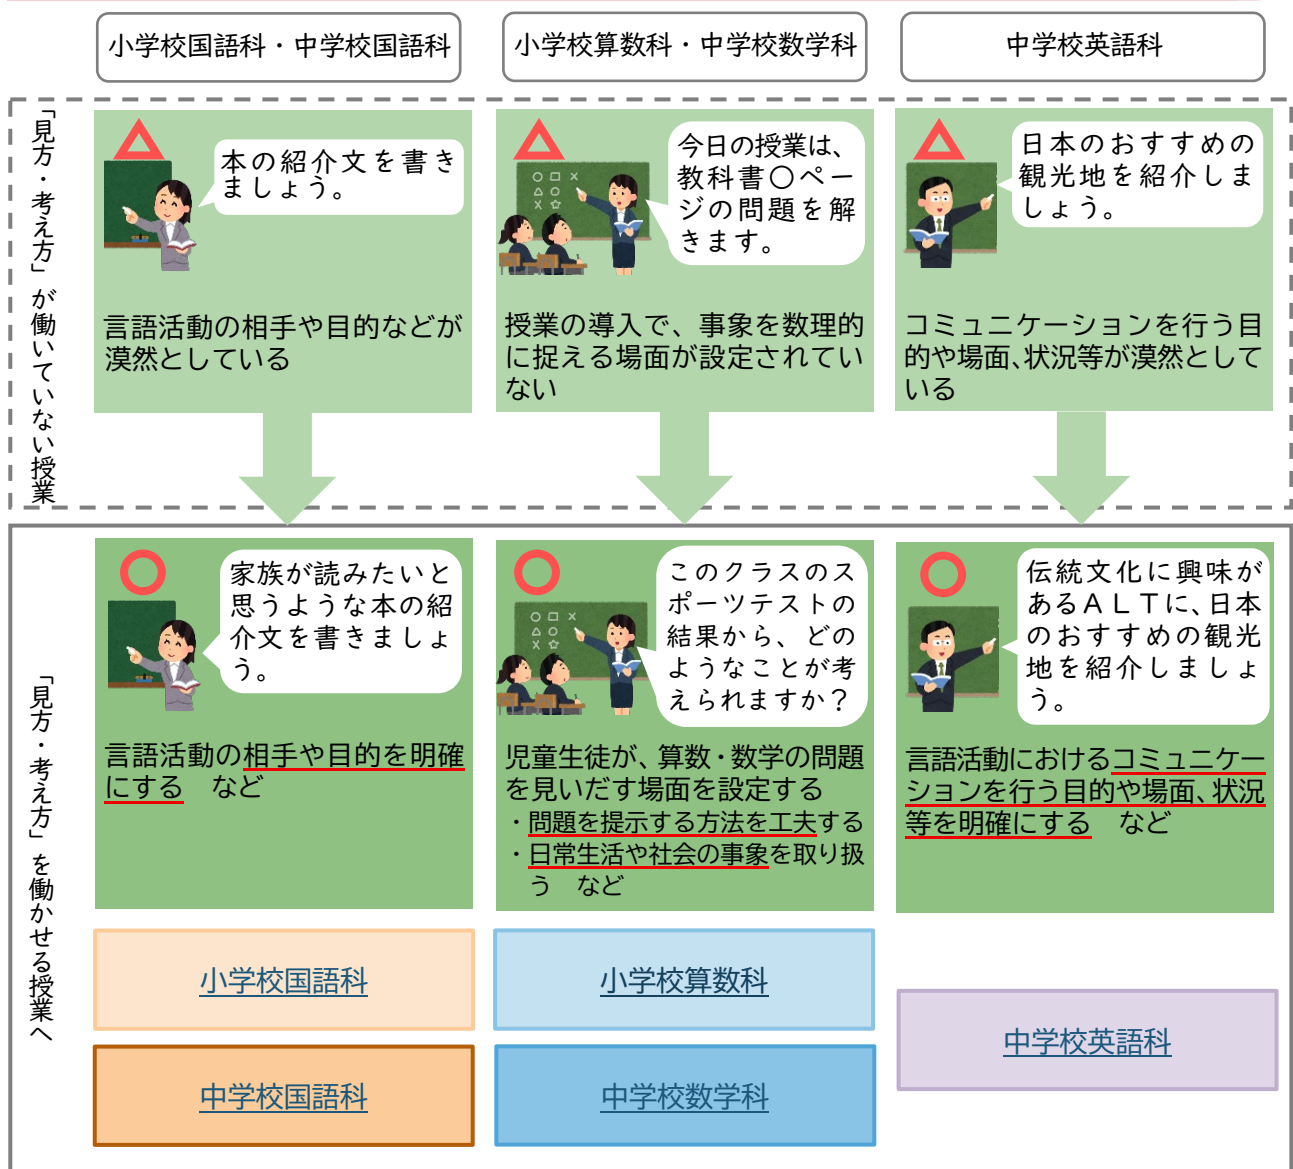 小学校国語科・中学校国語科
小学校算数科・中学校数学科
中学校英語科
「見方・考え方」が働いていない授業
本の紹介文を書き
ましょう。
言語活動の相手や目的などが
漠然としている
今日の授業は、
教科書〇ペー
ジの問題を解
きます。
授業の導入で、事象を数理的
に捉える場面が設定されてい
ない
日本のおすすめの
観光地を紹介しま
しょう。
コミュニケーションを行う目
的や場面、状況等が漠然として
いる
「見方・考え方」を働かせる授業へ
家族が読みたいと
思うような本の紹
介文を書きましょ
う。
言語活動の相手や目的を明確
にする　など
このクラスのス
ポーツテストの
結果から、どの
ようなことが考
えられますか？
児童生徒が、算数・数学の問題
を見いだす場面を設定する
・問題を提示する方法を工夫する
・日常生活や社会の事象を取り扱
う　など
伝統文化に興味が
あるＡＬＴに、日本
のおすすめの観光
地を紹介しましょ
う。
言語活動におけるコミュニケー
ションを行う目的や場面、状況
等を明確にする　など
小学校国語科
中学校国語科
小学校算数科
中学校数学科
中学校英語科